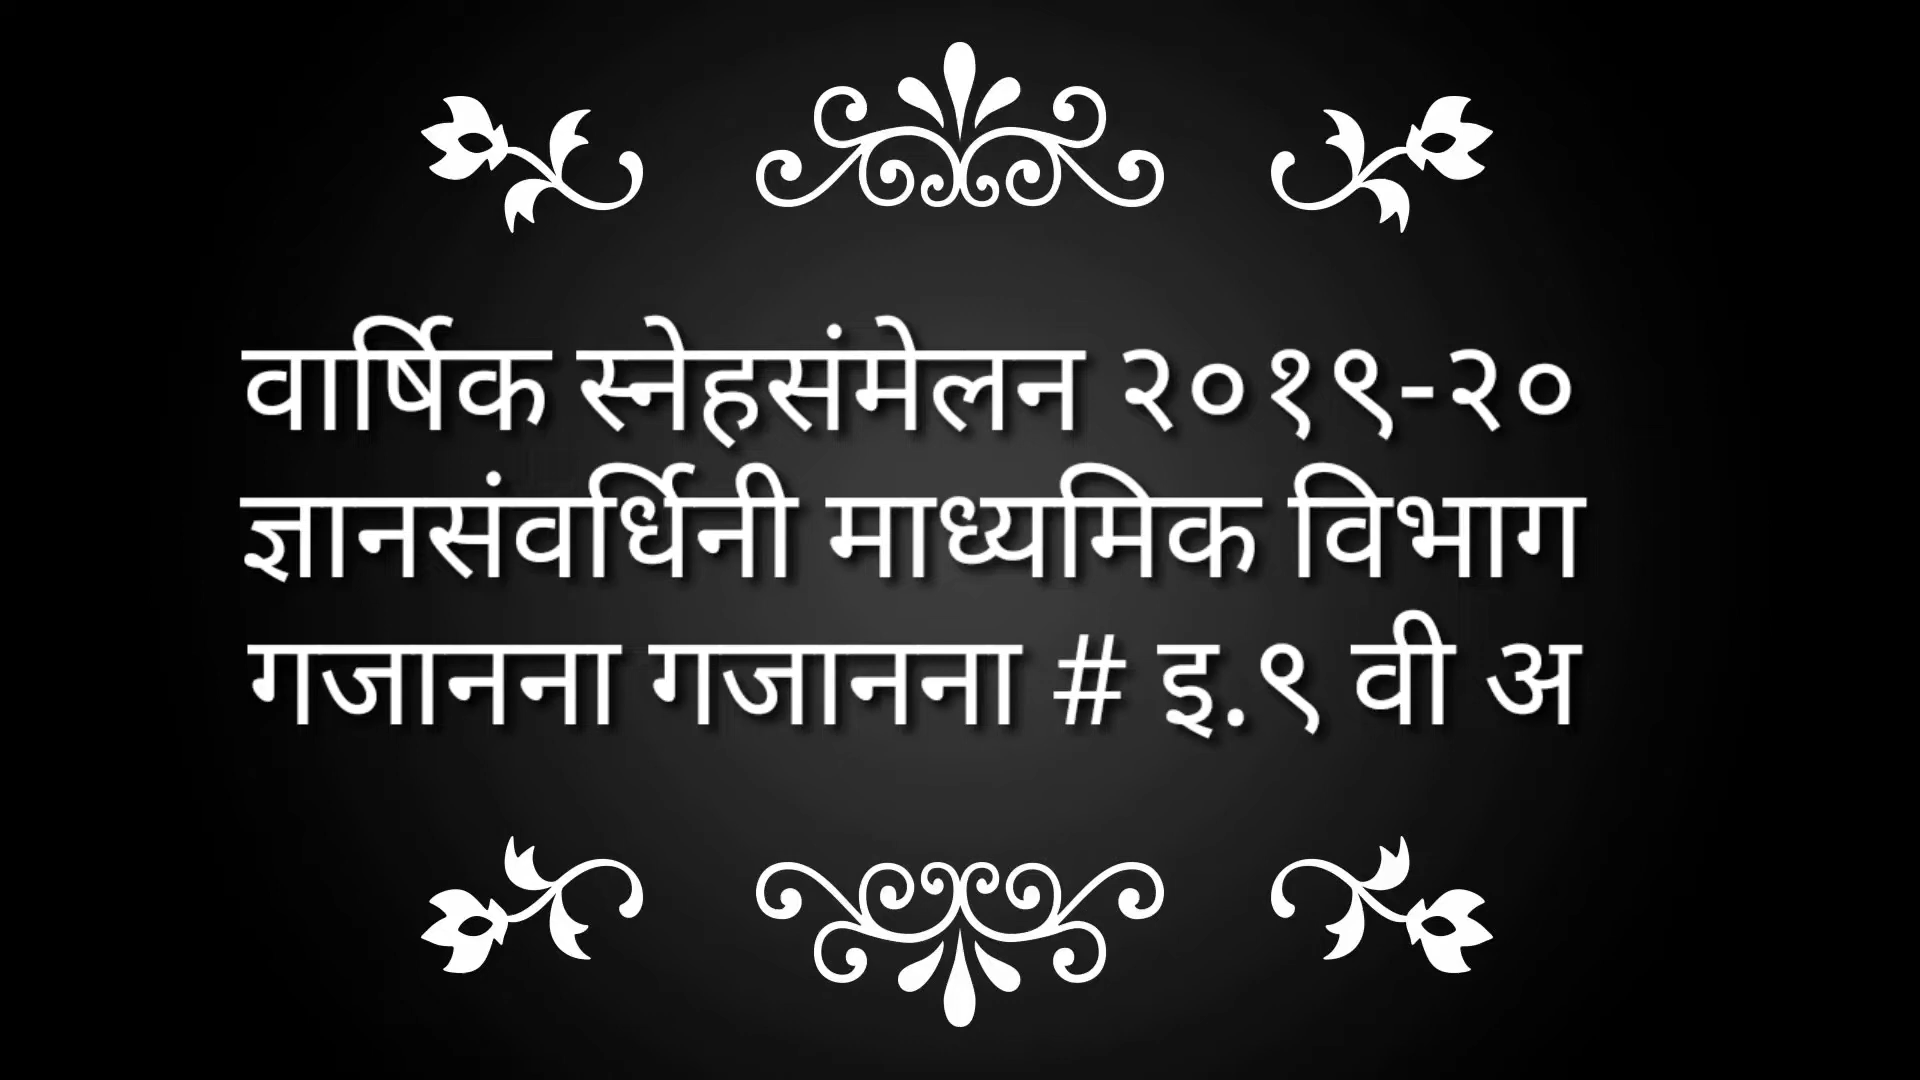 वार्षिक स्नेहसंमेलन २०१९-२०
ज्ञानसंवर्धिनी माध्यमिक विभाग
गजानना गजानना # इ.९ वी अ